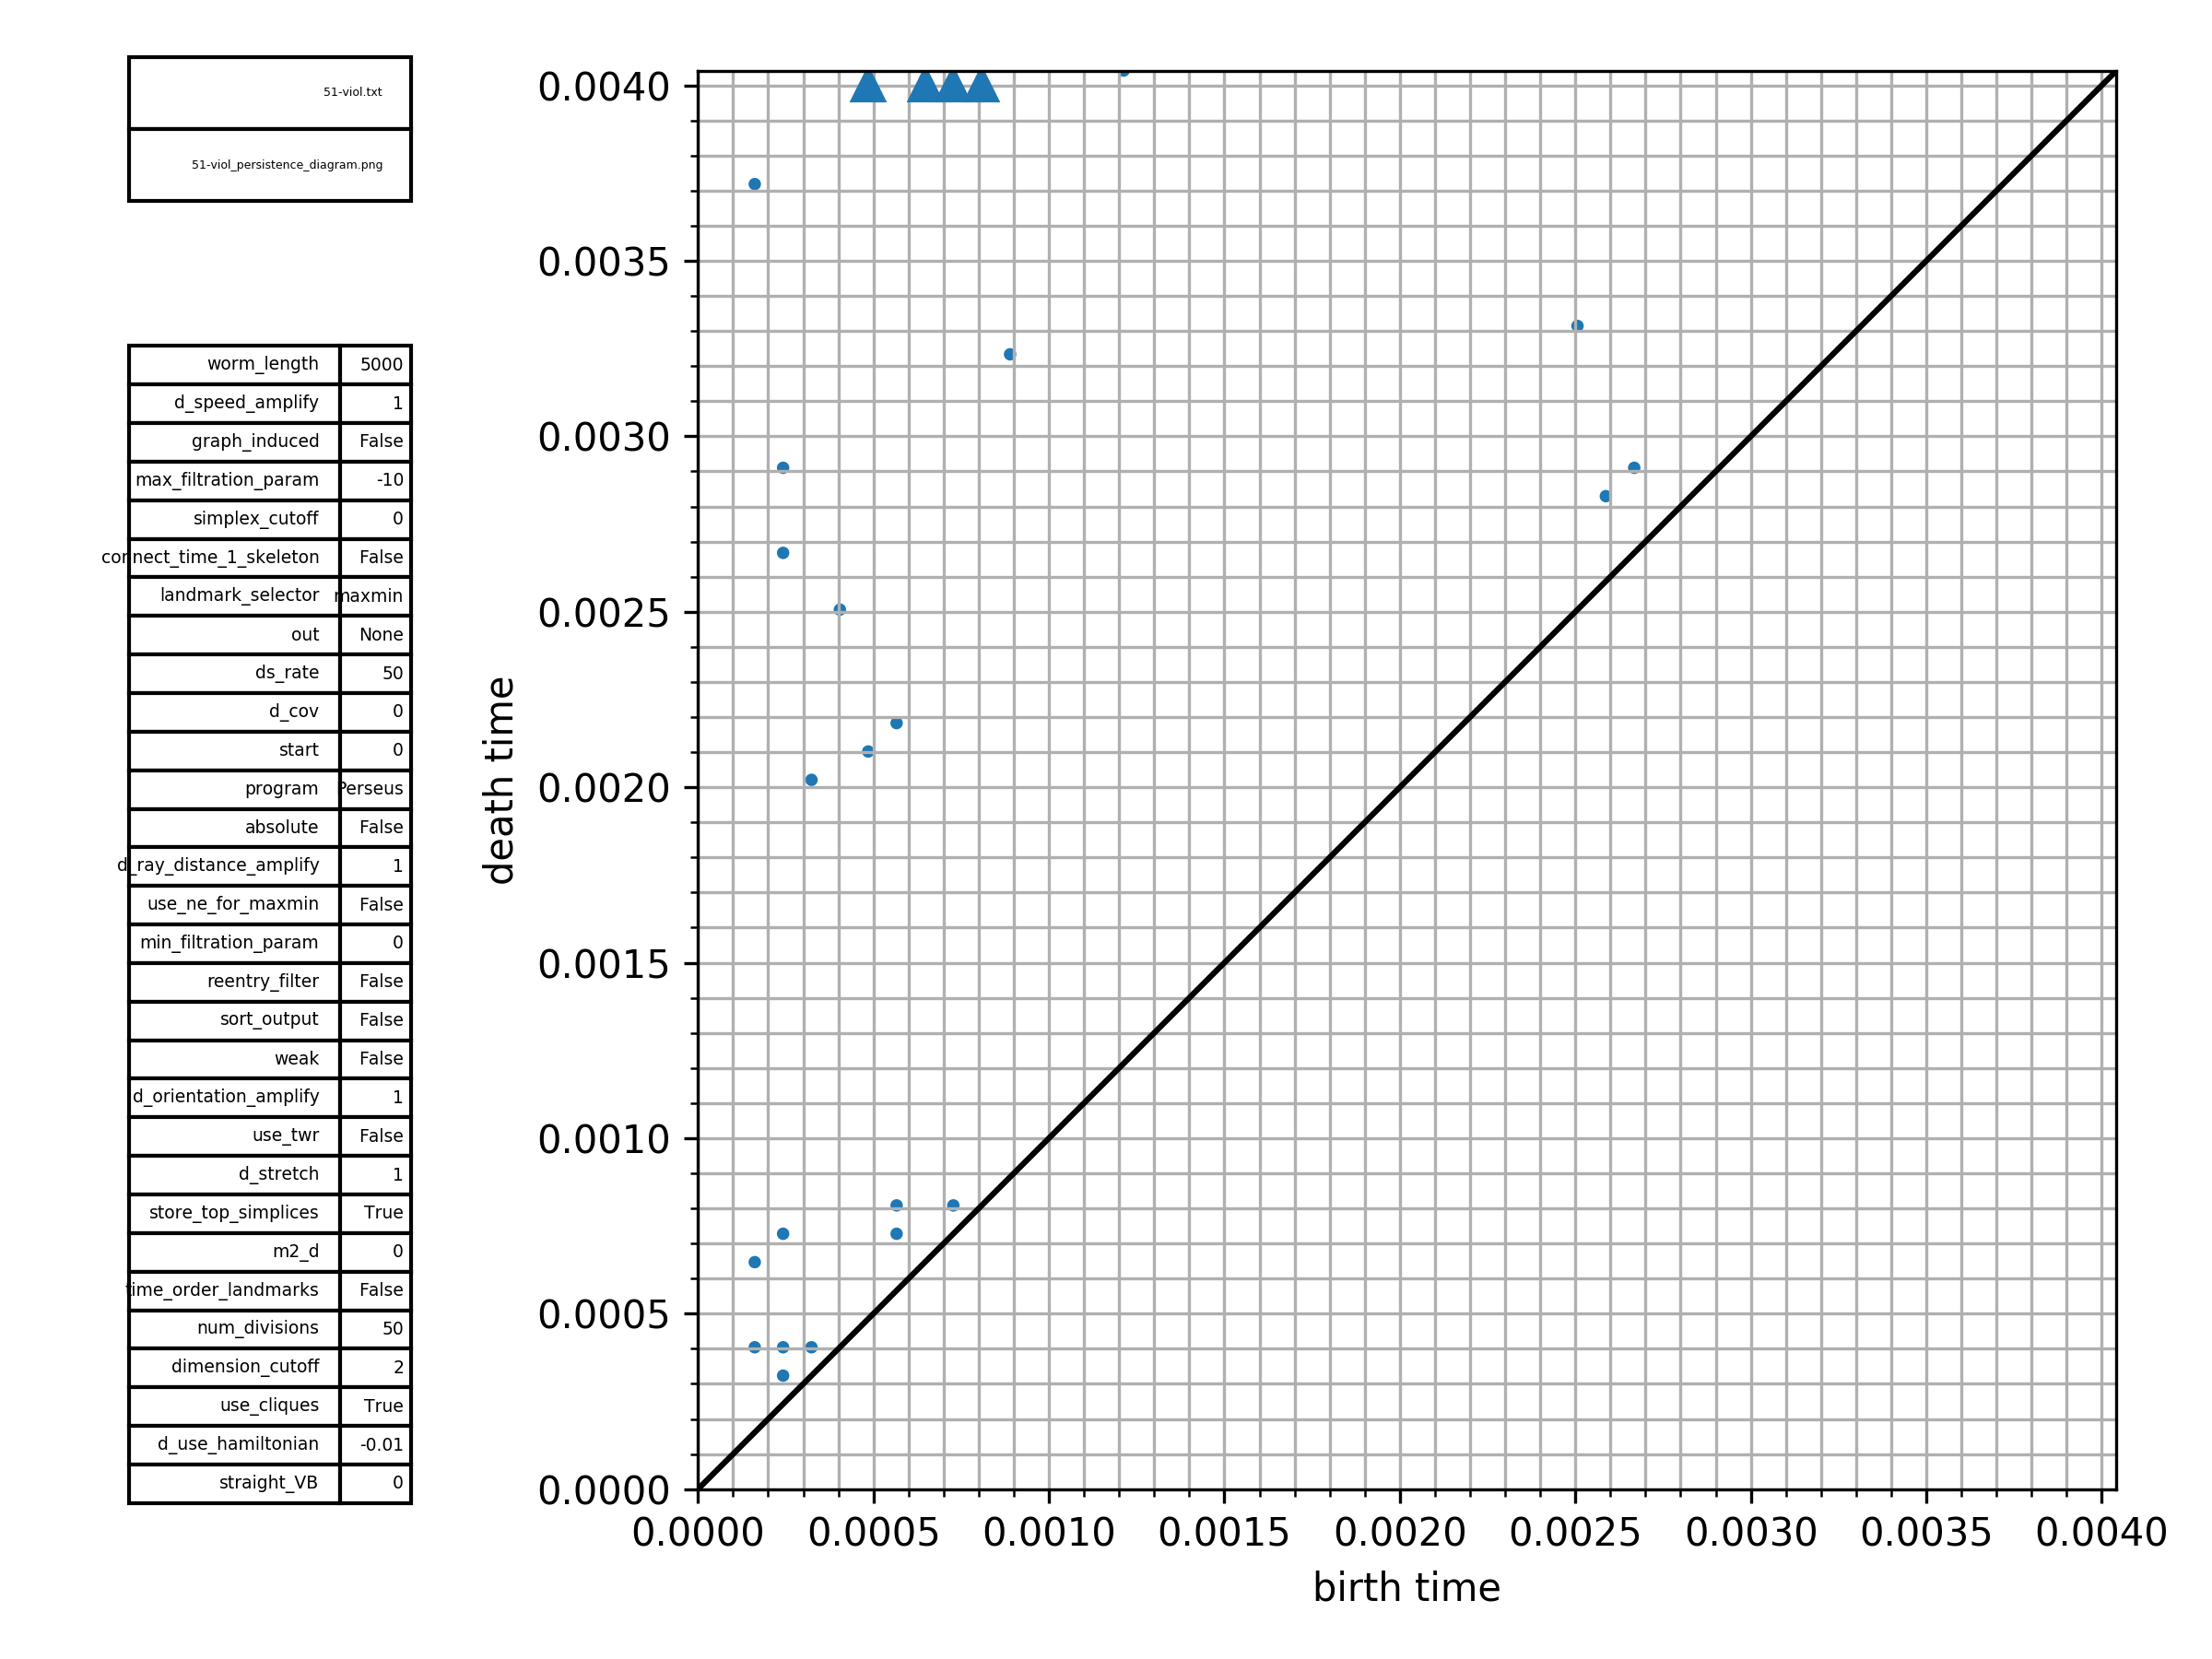 51-viol.txt
51-viol_persistence_diagram.png
worm_length 5000
d_speed_amplify 1
graph_induced False
max_filtration_param -10
simplex_cutoff 0
connect_time_1_skeleton False
landmark_selector maxmin
out None
ds_rate 50
d_cov 0
start 0
program Perseus
absolute False
d_ray_distance_amplify 1
use_ne_for_maxmin False
min_filtration_param 0
reentry_filter False
sort_output False
weak False
d_orientation_amplify 1
use_twr False
d_stretch 1
store_top_simplices True
m2_d 0
time_order_landmarks False
num_divisions 50
dimension_cutoff 2
use_cliques True
d_use_hamiltonian -0.01
straight_VB 0
death time
0.0040
0.0035
0.0030
0.0025
0.0020
0.0015
0.0010
0.0005
0.0000
0.0000 0.0005 0.0010 0.0015 0.0020 0.0025 0.0030 0.0035 0.0040
birth time